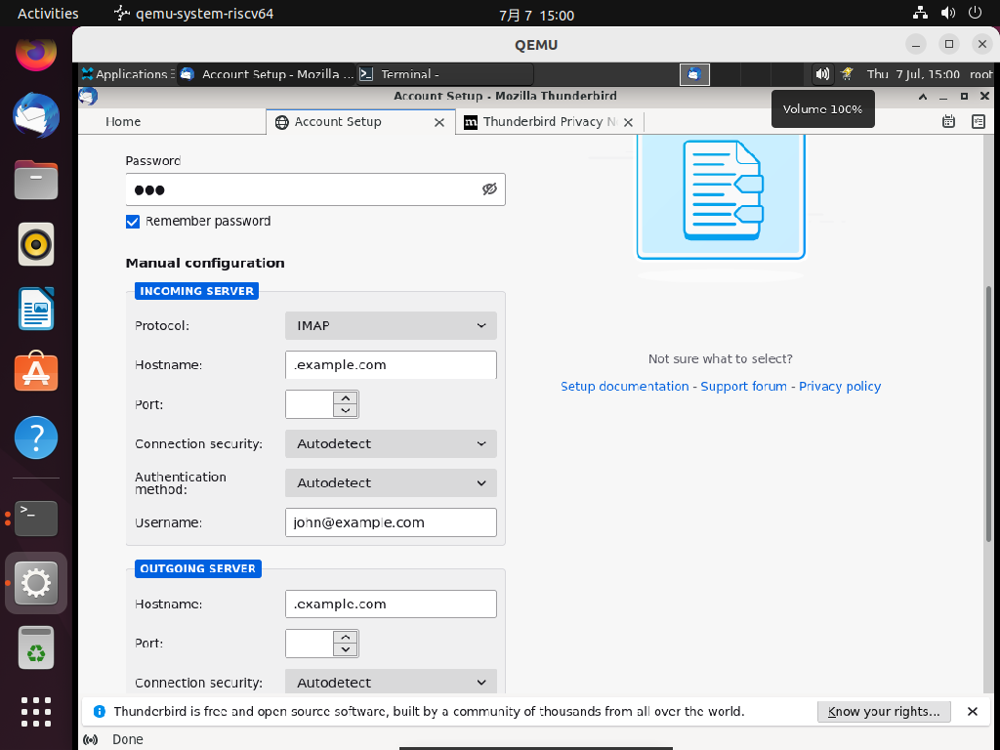 Activities
qemu-system-riscv64
7月 7 15:00
QEMU
Applications
Account Setup - Mozilla ...
Terminal -
Thu 7 Jul, 15:00
root
Account Setup - Mozilla Thunderbird
Volume 100%
Home
Account Setup
Thunderbird Privacy
Password
Remember password
Manual configuration
INCOMING SERVER
Protocol:
IMAP
Hostname:
.example.com
Port:
Connection security:
Autodetect
Authentication
method:
Autodetect
Username:
john@example.com
OUTGOING SERVER
Hostname:
.example.com
Port:
Connection security:
Autodetect
Not sure what to select?
Setup documentation - Support forum - Privacy policy
Thunderbird is free and open source software, built by a community of thousands from all over the world.
Know your rights...
Done